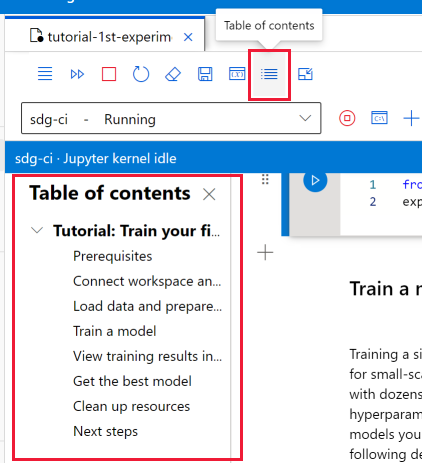 Table of contents
tutorial-1st-experim
sdg-ci - Running
sdg-ci · Jupyter kernel idle
Table of contents
Tutorial: Train your fi...
Prerequisites
Connect workspace an...
Load data and prepare...
Train a model
View training results in...
Get the best model
Clean up resources
Next steps
1 fro
2 exp
Train a
Training a si
for small-sca
with dozens
hyperparam
models you
following de